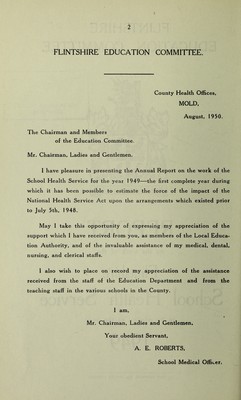 2
FLINTSHIRE EDUCATION COMMITTEE.
County Health Offices,
MOLD,
August, 1950.
The Chairman and Members
of the Education Committee.
Mr. Chairman, Ladies and Gentlemen,
I have pleasure in presenting the Annual Report on the work of the
School Health Service for the year 1949—the first complete year during
which it has been possible to estimate the force of the impact of the
National Health Service Act upon the arrangements which existed prior
to July 5th, 1948.
May I take this opportunity of expressing my appreciation of the
support which I have received from you, as members of the Local Educa-
tion Authority, and of the invaluable assistance of my medical, dental,
nursing, and clerical staffs.
I also wish to place on record my appreciation of the assistance
received from the staff of the Education Department and from the
teaching staff in the various schools in the County.
I am,
Mr. Chairman, Ladies and Gentlemen,
Your obedient Servant,
A. E. ROBERTS,
School Medical Officer.